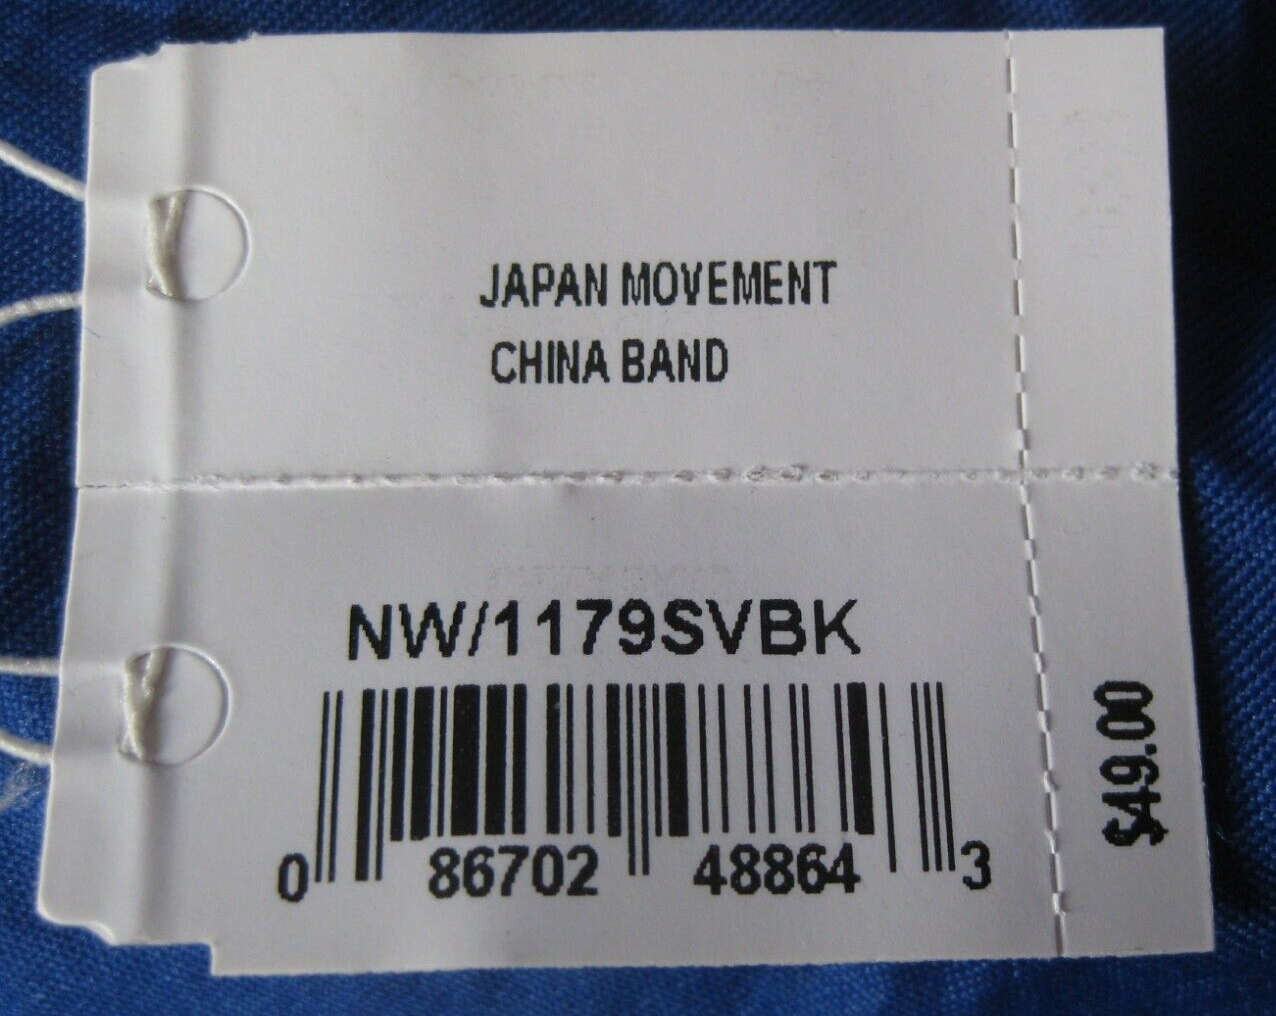 JAPAN MOVEMENT
CHINA BAND
NW/1179SVBK
0 86702 48864 3
$49.00